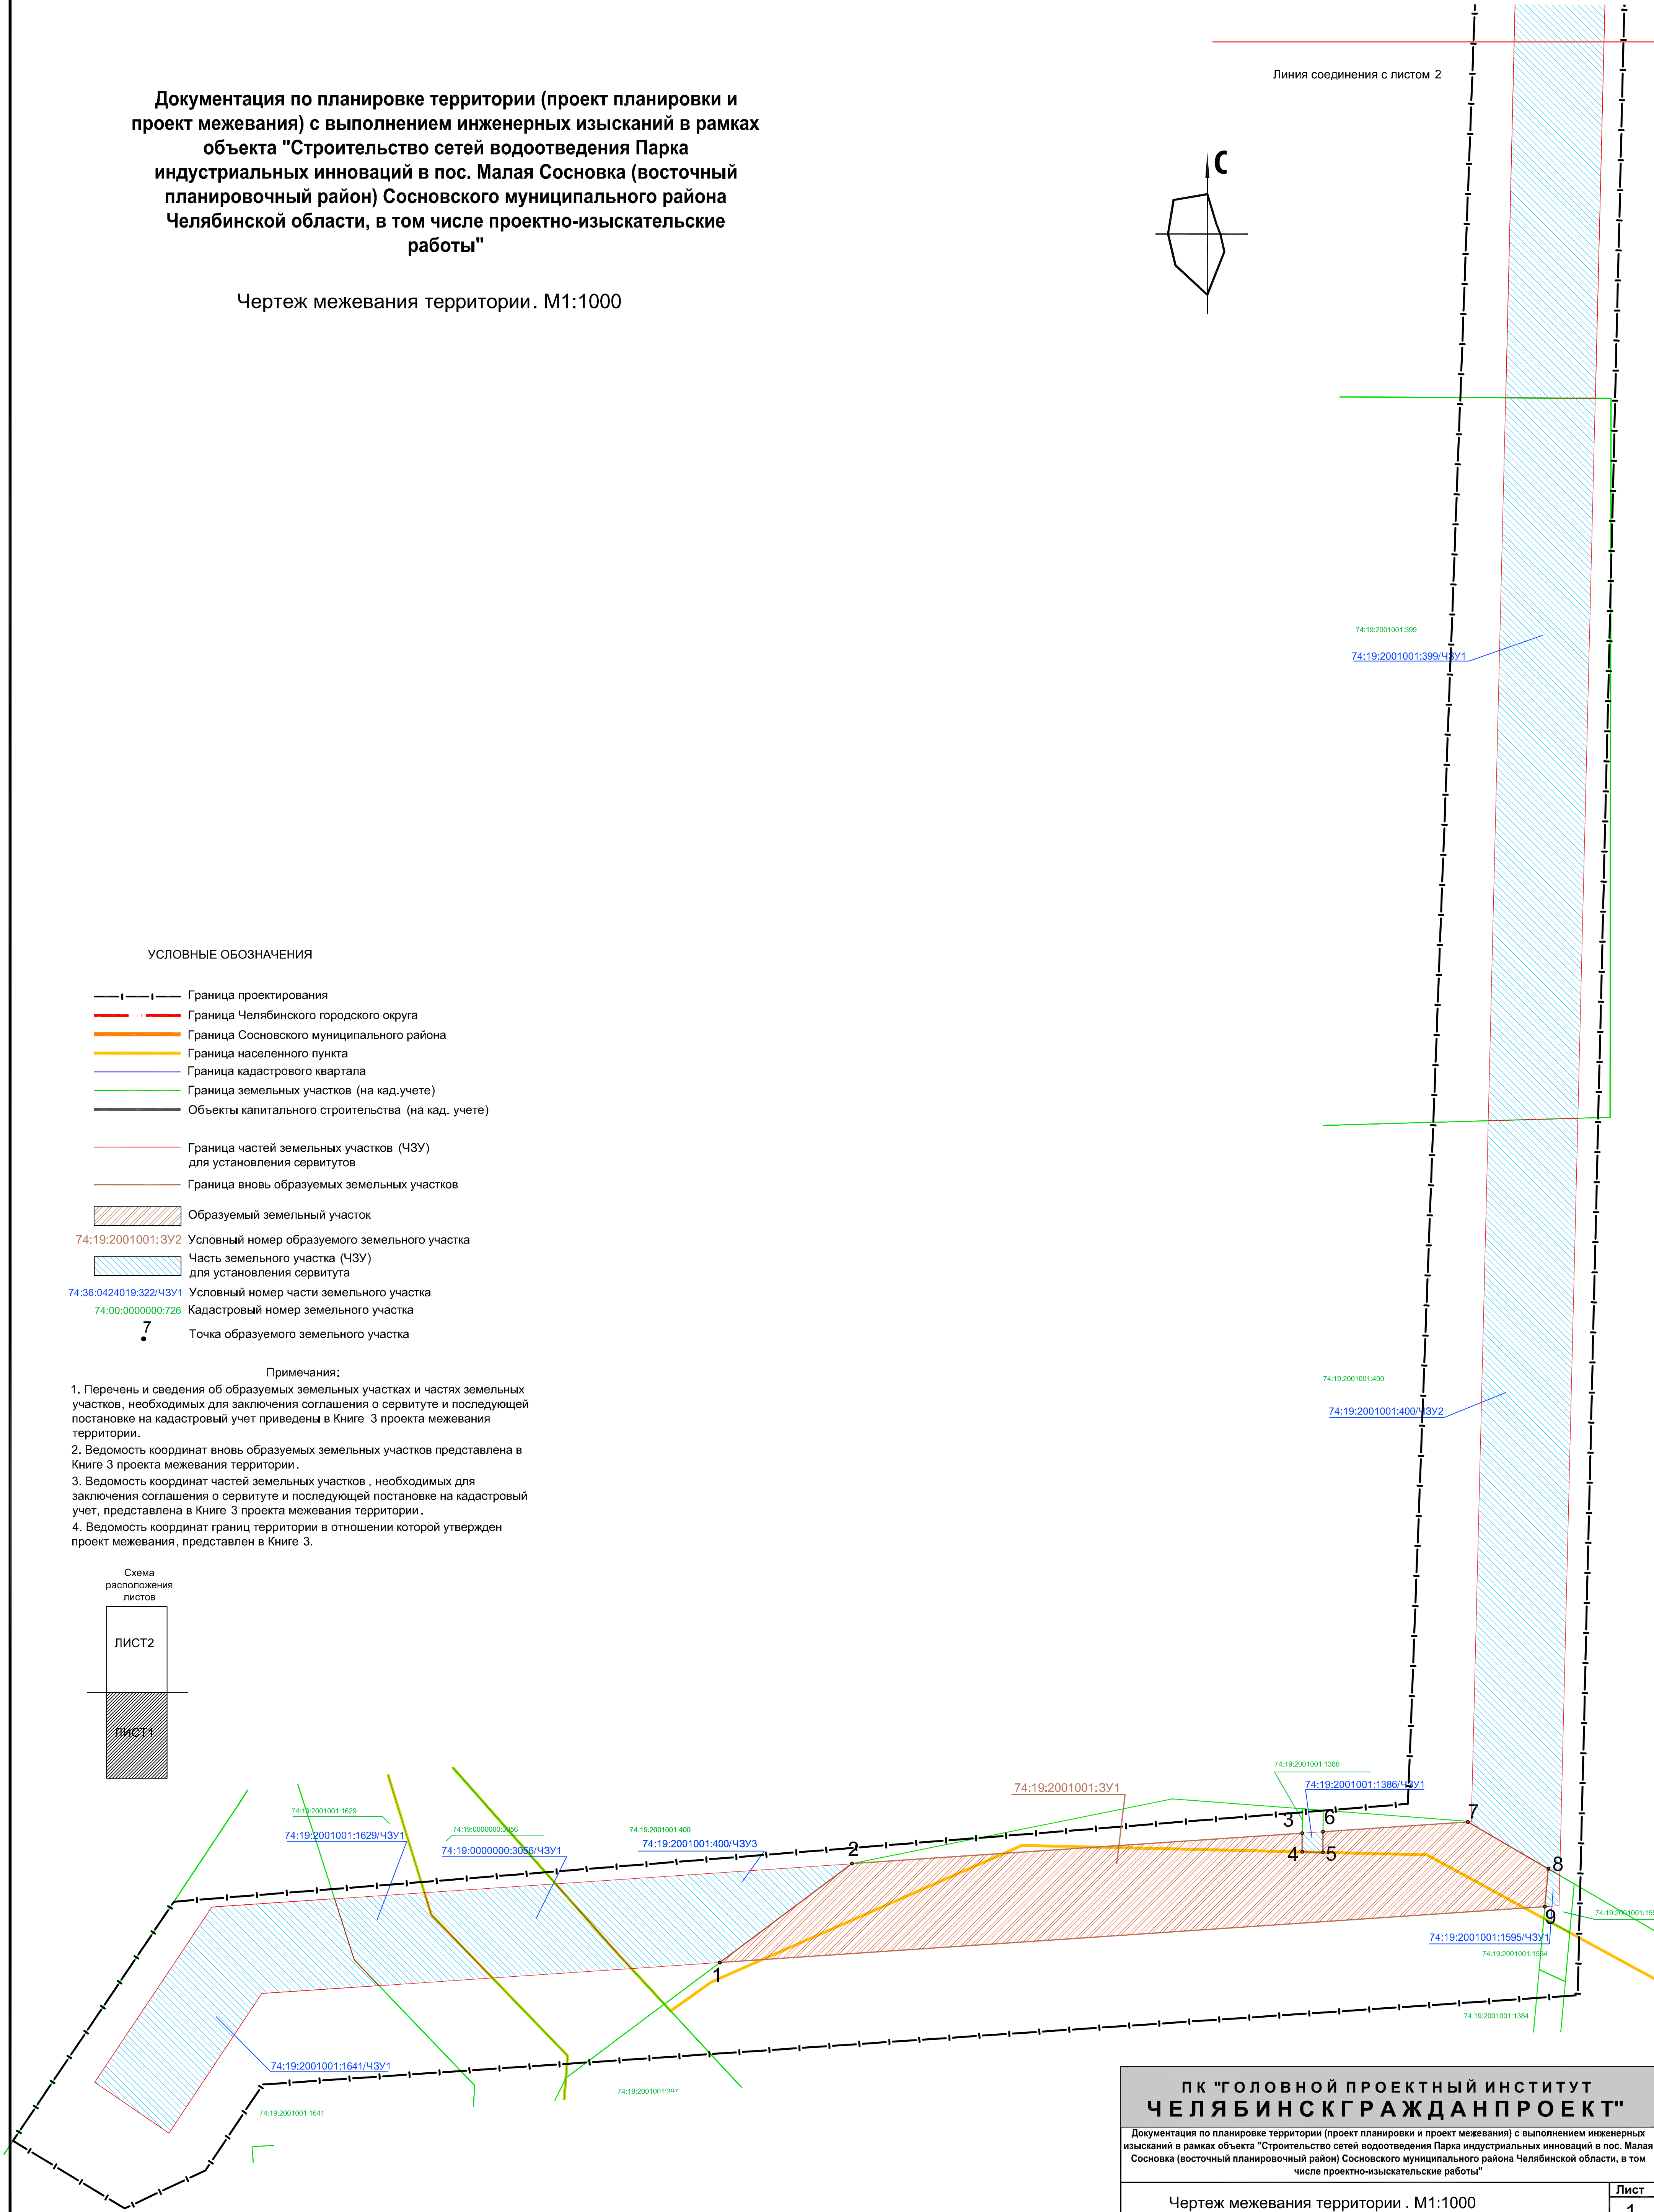 Документация по планировке территории (проект планировки и
проект межевания) с выполнением инженерных изысканий в рамках
объекта "Строительство сетей водоотведения Парка
индустриальных инноваций в пос. Малая Сосновка (восточный
планировочный район) Сосновского муниципального района
Челябинской области, в том числе проектно-изыскательские
работы"
Чертеж межевания территории. М1:1000
Линия соединения с листом 2
С
74:19:2001001:399
74:19:2001001:399/ЧЗУ1
УСЛОВНЫЕ ОБОЗНАЧЕНИЯ
Граница проектирования
Граница Челябинского городского округа
Граница Сосновского муниципального района
Граница населенного пункта
Граница кадастрового квартала
Граница земельных участков (на кад.учете)
Объекты капитального строительства (на кад. учете)
Граница частей земельных участков (ЧЗУ)
для установления сервитутов
Граница вновь образуемых земельных участков
Образуемый земельный участок
74:19:2001001:ЗУ2 Условный номер образуемого земельного участка
Часть земельного участка (ЧЗУ)
для установления сервитута
74:36:0424019:322/ЧЗУ1 Условный номер части земельного участка
74:00:0000000:726 Кадастровый номер земельного участка
7 Точка образуемого земельного участка
Примечания:
1. Перечень и сведения об образуемых земельных участках и частях земельных
участков, необходимых для заключения соглашения о сервитуте и последующей
постановке на кадастровый учет приведены в Книге 3 проекта межевания
территории.
2. Ведомость координат вновь образуемых земельных участков представлена в
Книге 3 проекта межевания территории.
3. Ведомость координат частей земельных участков, необходимых для
заключения соглашения о сервитуте и последующей постановке на кадастровый
учет, представлена в Книге 3 проекта межевания территории.
4. Ведомость координат границ территории в отношении которой утвержден
проект межевания, представлен в Книге 3.
74:19:2001001:400
74:19:2001001:400/ЧЗУ2
Схема
расположения
листов
ЛИСТ2
ЛИСТ1
74:19:2001001:1386
74:19:2001001:1386/ЧЗУ1
74:19:2001001:ЗУ1
74:19:2001001:1629
74:19:2001001:1629/ЧЗУ1
74:19:0000000:3056
74:19:0000000:3056/ЧЗУ1
74:19:2001001:400
74:19:2001001:400/ЧЗУ3
1
2
3
4
5
6
7
8
9
74:19:2001001:1595/ЧЗУ1
74:19:2001001:1594
74:19:2001001:1384
74:19:2001001:1641/ЧЗУ1
74:19:2001001:397
74:19:2001001:1641
ПК "ГОЛОВНОЙ ПРОЕКТНЫЙ ИНСТИТУТ
ЧЕЛЯБИНСКГРАЖДАНПРОЕКТ"
Документация по планировке территории (проект планировки и проект межевания) с выполнением инженерных
изысканий в рамках объекта "Строительство сетей водоотведения Парка индустриальных инноваций в пос. Малая
Сосновка (восточный планировочный район) Сосновского муниципального района Челябинской области, в том
числе проектно-изыскательские работы"
Чертеж межевания территории. М1:1000
Лист
1